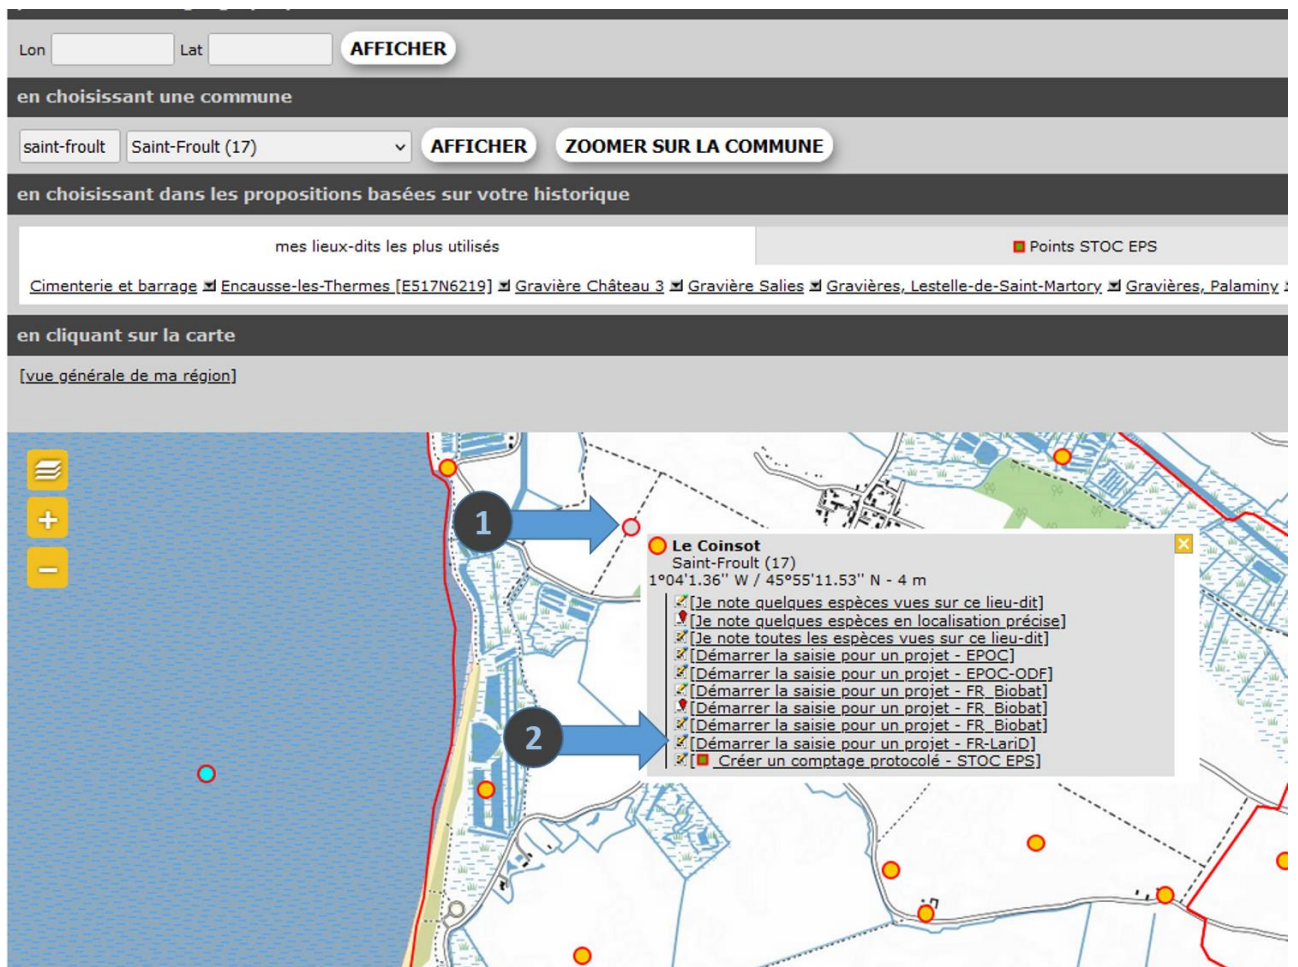 Lon Lat AFFICHER
en choisissant une commune
saint-froult Saint-Froult (17) AFFICHER ZOOMER SUR LA COMMUNE
en choisissant dans les propositions basées sur votre historique
mes lieux-dits les plus utilisés Points STOC EPS
Cimenterie et barrage Encausse-les-Thermes [E517N6219] Gravière Château 3 Gravière Salies Gravières, Lestelle-de-Saint-Martory Gravières, Palaminy
en cliquant sur la carte
[vue générale de ma région]
+
1
−
Le Coinsot
Saint-Froult (17)
1°04'1.36'' W / 45°55'11.53'' N - 4 m
[Je note quelques espèces vues sur ce lieu-dit]
[Je note quelques espèces en localisation précise]
[Je note toutes les espèces vues sur ce lieu-dit]
[Démarrer la saisie pour un projet - EPOC]
[Démarrer la saisie pour un projet - EPOC-ODF]
[Démarrer la saisie pour un projet - FR_Biobat]
[Démarrer la saisie pour un projet - FR_Biobat]
[Démarrer la saisie pour un projet - FR_Biobat]
2
[Démarrer la saisie pour un projet - FR-LariD]
[ Créer un comptage protocolé - STOC EPS]